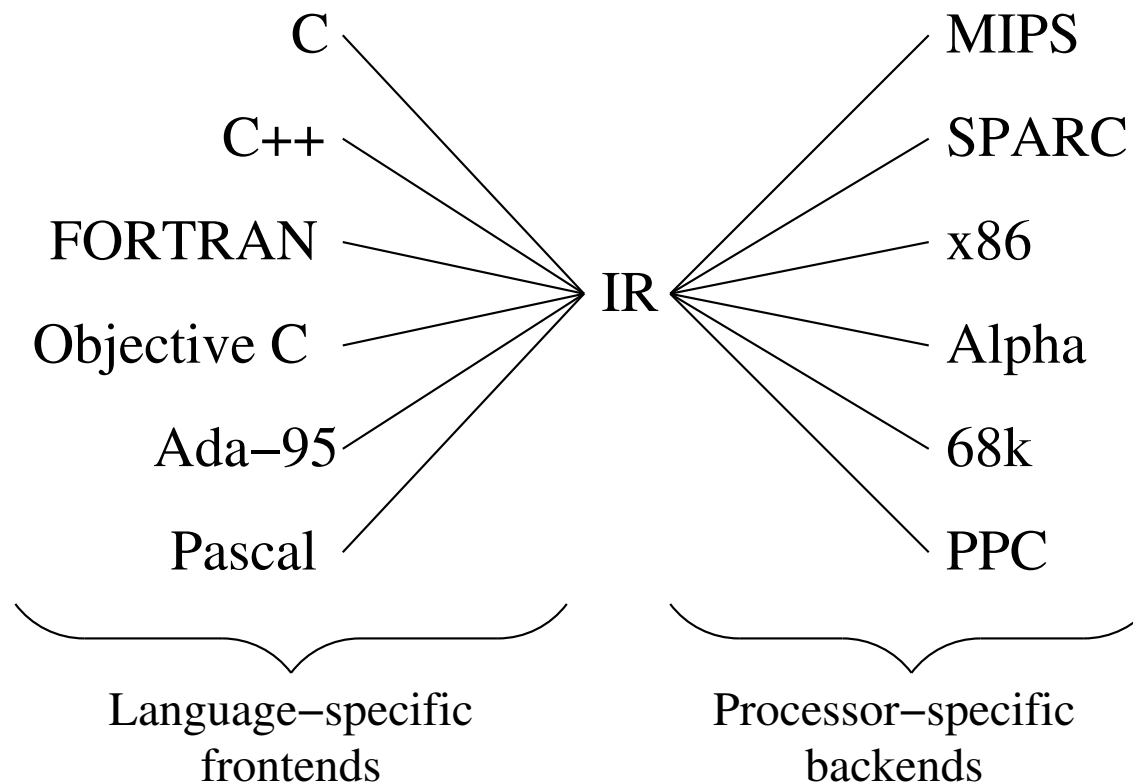 C
C++
FORTRAN
Objective C
Ada−95
Pascal
IR
MIPS
SPARC
x86
Alpha
68k
PPC
Language−specific
frontends
Processor−specific
backends